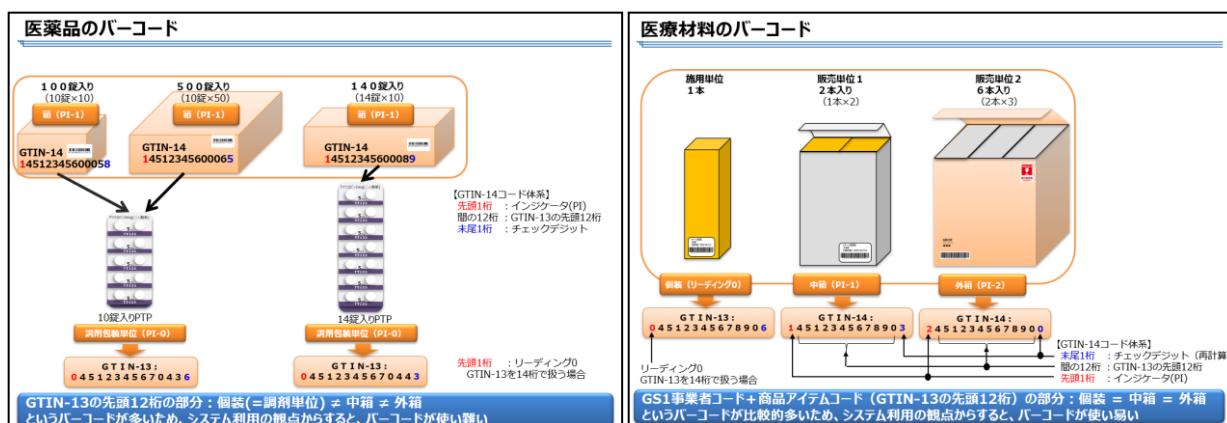 医薬品のバーコード
100錠入り
(10錠×10)
箱（PI-1）
GTIN-14
14512345600058
500錠入り
(10錠×50)
箱（PI-1）
GTIN-14
14512345600065
140錠入り
(14錠×10)
箱（PI-1）
GTIN-14
14512345600089
10錠入りPTP
調剤包装単位（PI-0）
GTIN-13：
04512345670436
14錠入りPTP
調剤包装単位（PI-0）
GTIN-13：
04512345670443
【GTIN-14コード体系】
先頭1桁 ：インジケータ(PI)
間の12桁 ：GTIN-13の先頭12桁
末尾1桁 ：チェックデジット
先頭1桁 ：リーディング0
GTIN-13を14桁で扱う場合
GTIN-13の先頭12桁の部分：個装(=調剤単位) ≠ 中箱 ≠ 外箱
というバーコードが多いため、システム利用の観点からすると、バーコードが使い難い
医療材料のバーコード
施用単位
1本
販売単位1
2本入り
(1本×2)
販売単位2
6本入り
(2本×3)
個装（リーディング0）
GTIN-13：
04512345678906
中箱（PI-1）
GTIN-14：
14512345678903
外箱（PI-2）
GTIN-14：
24512345678900
リーディング0
GTIN-13を14桁で扱う場合
【GTIN-14コード体系】
末尾1桁 ：チェックデジット（再計算
間の12桁 ：GTIN-13の先頭12桁
先頭1桁 ：インジケータ(PI)
GS1事業者コード＋商品アイテムコード（GTIN-13の先頭12桁）の部分：個装 = 中箱 = 外箱
というバーコードが比較的多いため、システム利用の観点からすると、バーコードが使い易い